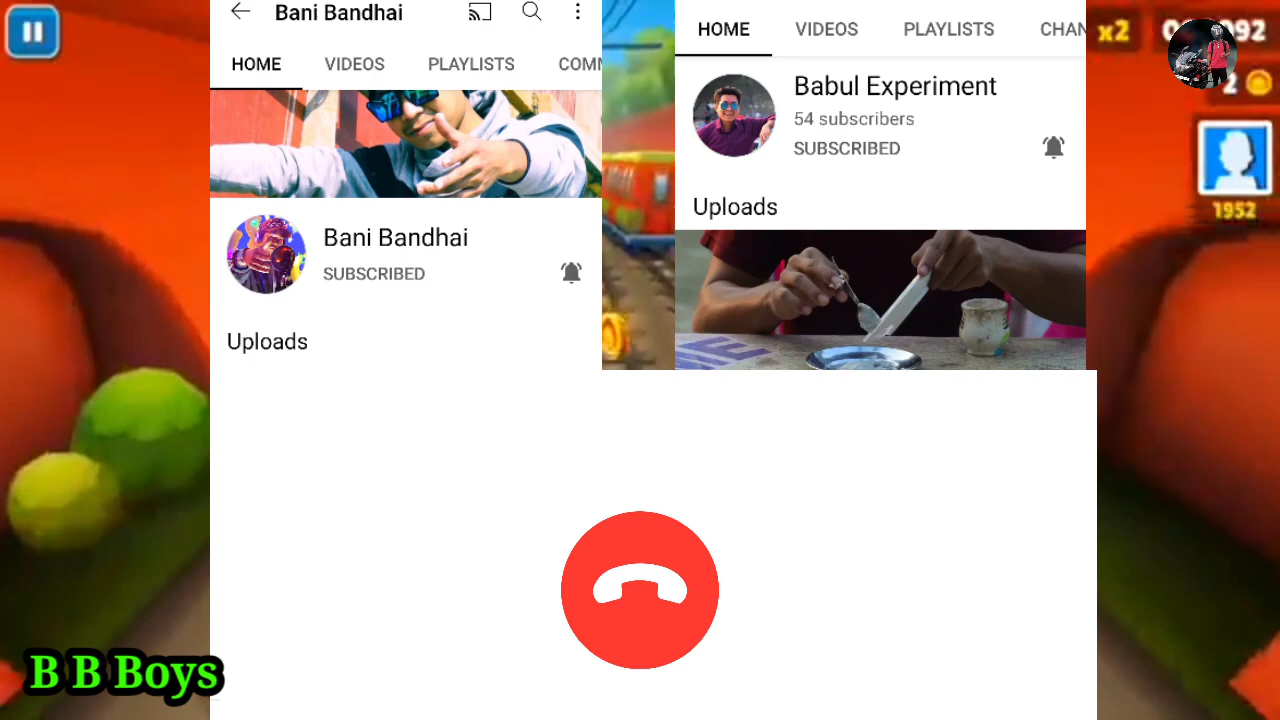 Bani Bandhai
HOME VIDEOS PLAYLISTS
Bani Bandhai
SUBSCRIBED
Uploads
HOME VIDEOS PLAYLISTS
Babul Experiment
54 subscribers
SUBSCRIBED
Uploads
x2
2
1952
B B Boys